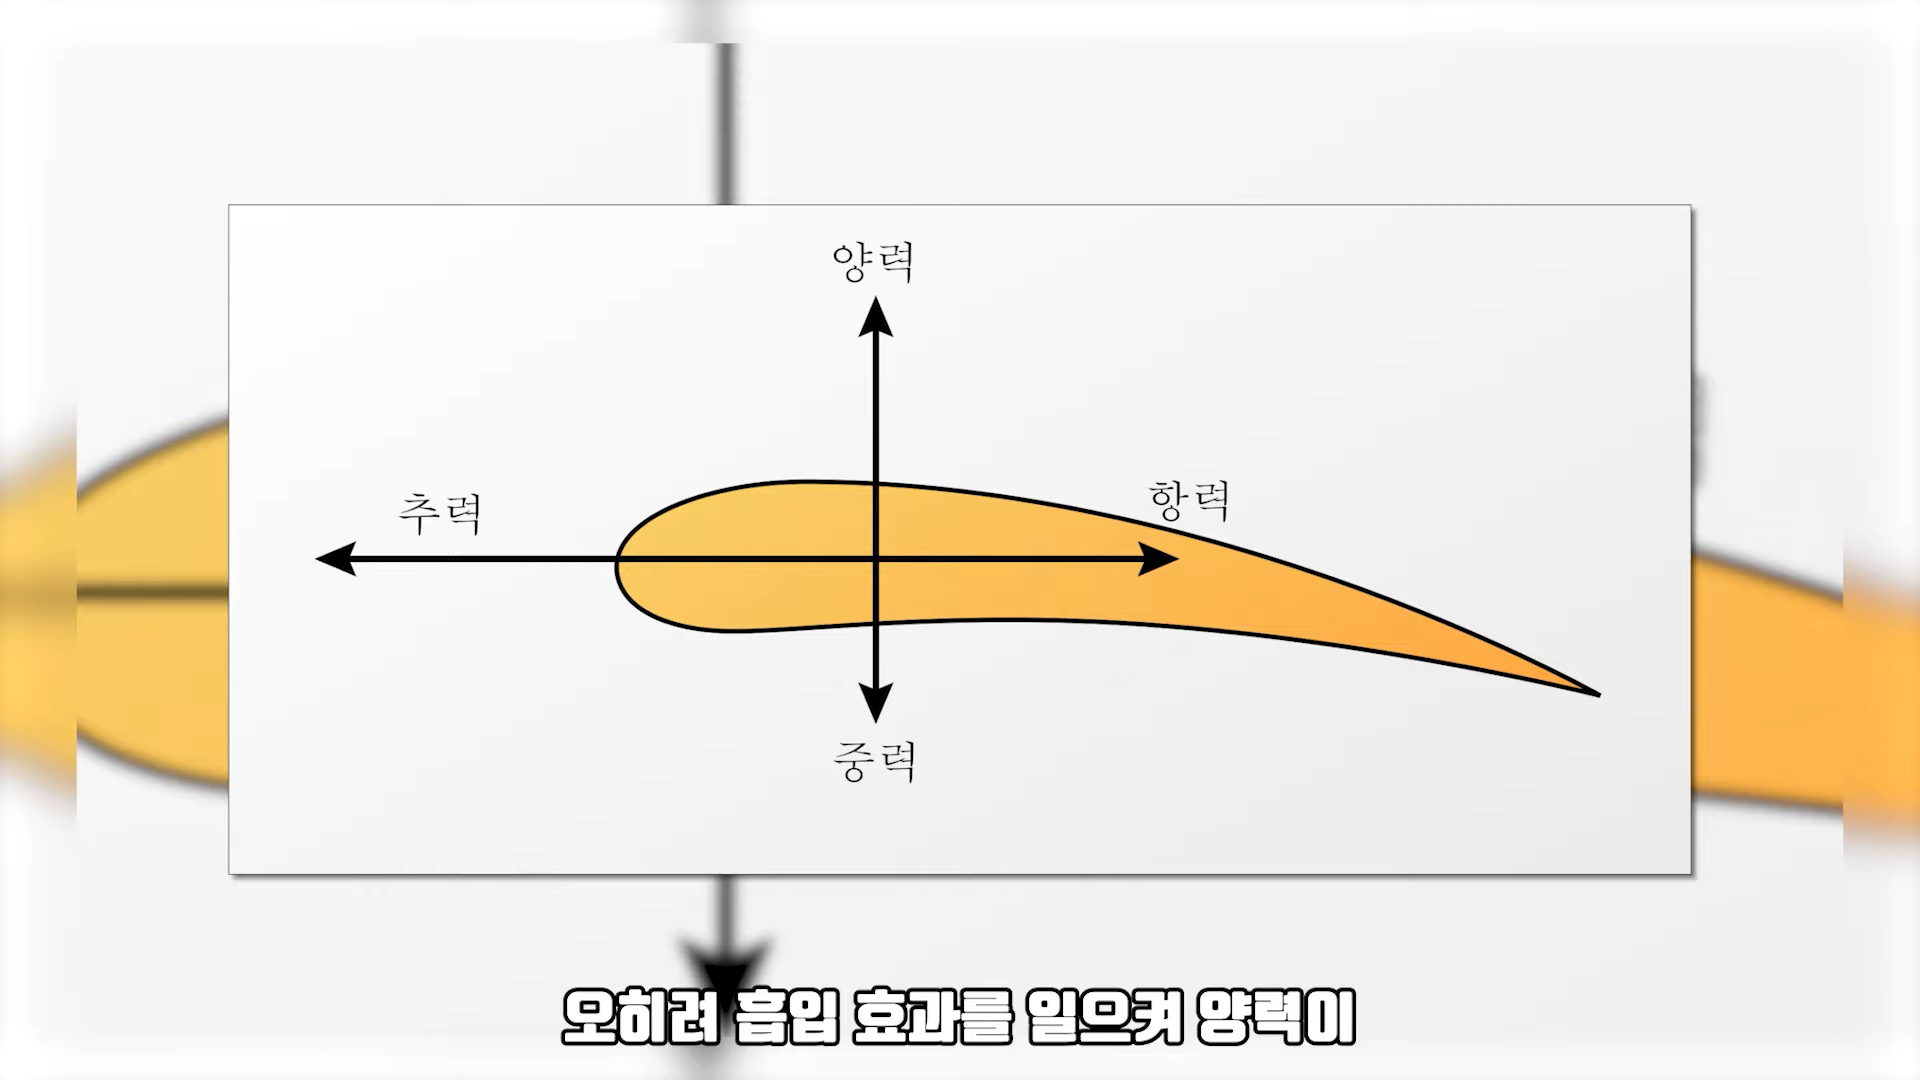 양력
추력
항력
중력
오히려 흡입 효과를 일으켜 양력이